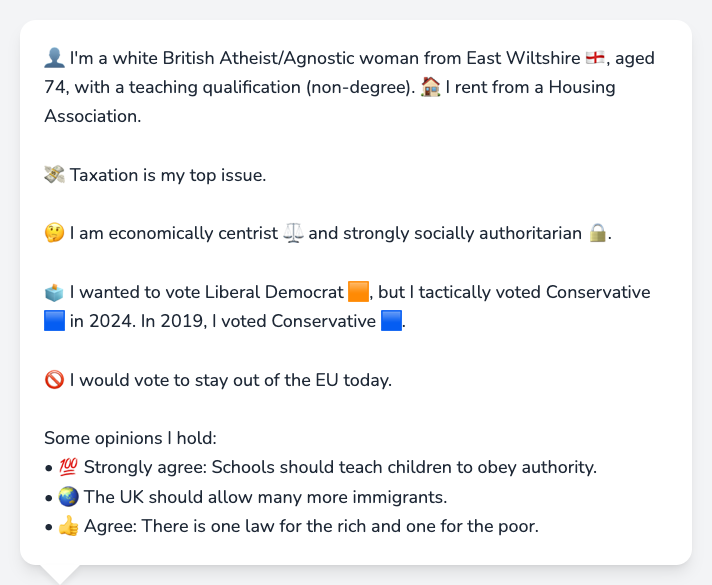 👤 I'm a white British Atheist/Agnostic woman from East Wiltshire 🏴󠁧󠁢󠁥󠁮󠁧󠁿, aged
74, with a teaching qualification (non-degree). 🏠 I rent from a Housing
Association.
💸 Taxation is my top issue.
🤔 I am economically centrist ⚖️ and strongly socially authoritarian 🔒.
🗳️ I wanted to vote Liberal Democrat 🟧, but I tactically voted Conservative
🟦 in 2024. In 2019, I voted Conservative 🟦.
🚫 I would vote to stay out of the EU today.
Some opinions I hold:
• 💯 Strongly agree: Schools should teach children to obey authority.
• 🌏 The UK should allow many more immigrants.
• 👍 Agree: There is one law for the rich and one for the poor.